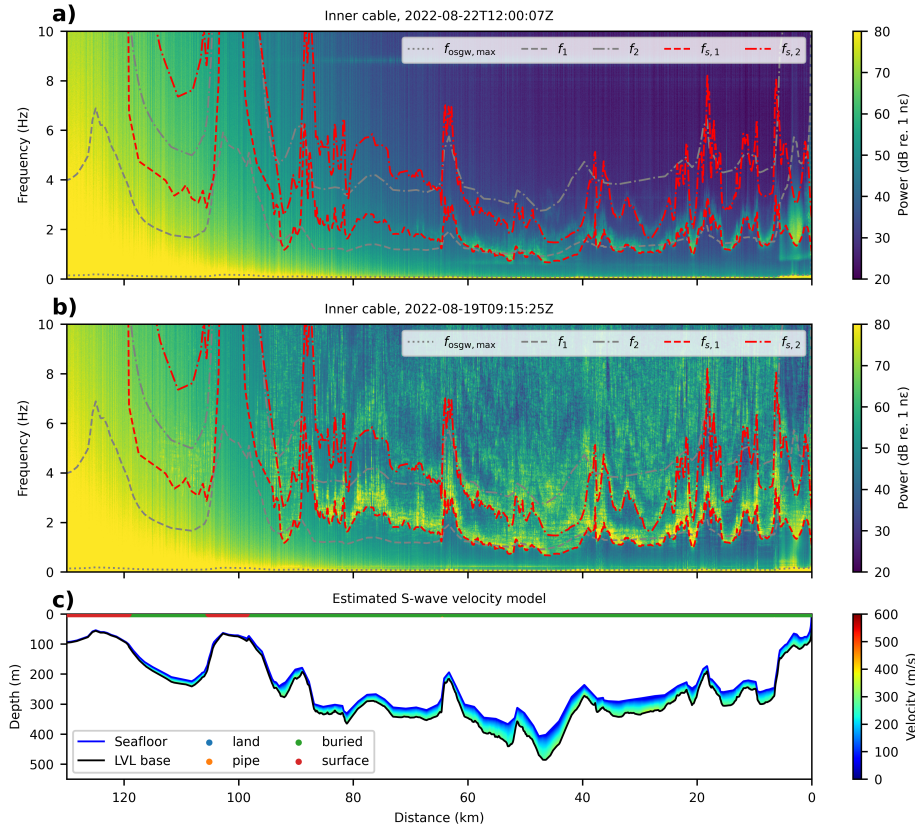 a)
Inner cable, 2022-08-22T12:00:07Z
f_osgw,max f_1 f_2 f_s,1 f_s,2
10
8
6
4
2
0
Frequency (Hz)
80
70
60
50
40
30
20
Power (dB re. 1 nε)
b)
Inner cable, 2022-08-19T09:15:25Z
f_osgw,max f_1 f_2 f_s,1 f_s,2
10
8
6
4
2
0
Frequency (Hz)
80
70
60
50
40
30
20
Power (dB re. 1 nε)
c)
Estimated S-wave velocity model
0
100
200
300
400
500
Depth (m)
Seafloor land buried
LVL base pipe surface
120 100 80 60 40 20 0
Distance (km)
600
500
400
300
200
100
0
Velocity (m/s)